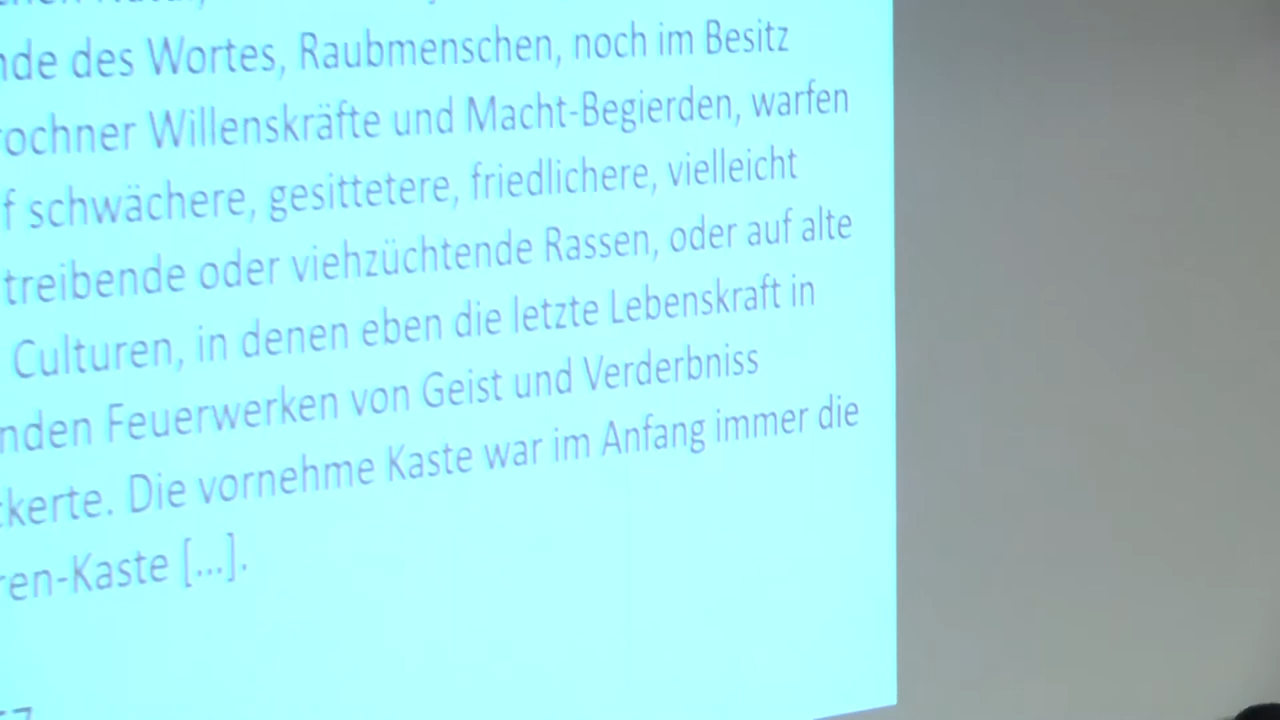 des Wortes, Raubmenschen, noch im Besitz
ochner Willenskräfte und Macht-Begierden, warfen
f schwächere, gesittetere, friedlichere, vielleicht
treibende oder viehzüchtende Rassen, oder auf alte
Culturen, in denen eben die letzte Lebenskraft in
nden Feuerwerken von Geist und Verderbniss
kerte. Die vornehme Kaste war im Anfang immer die
ren-Kaste [...].